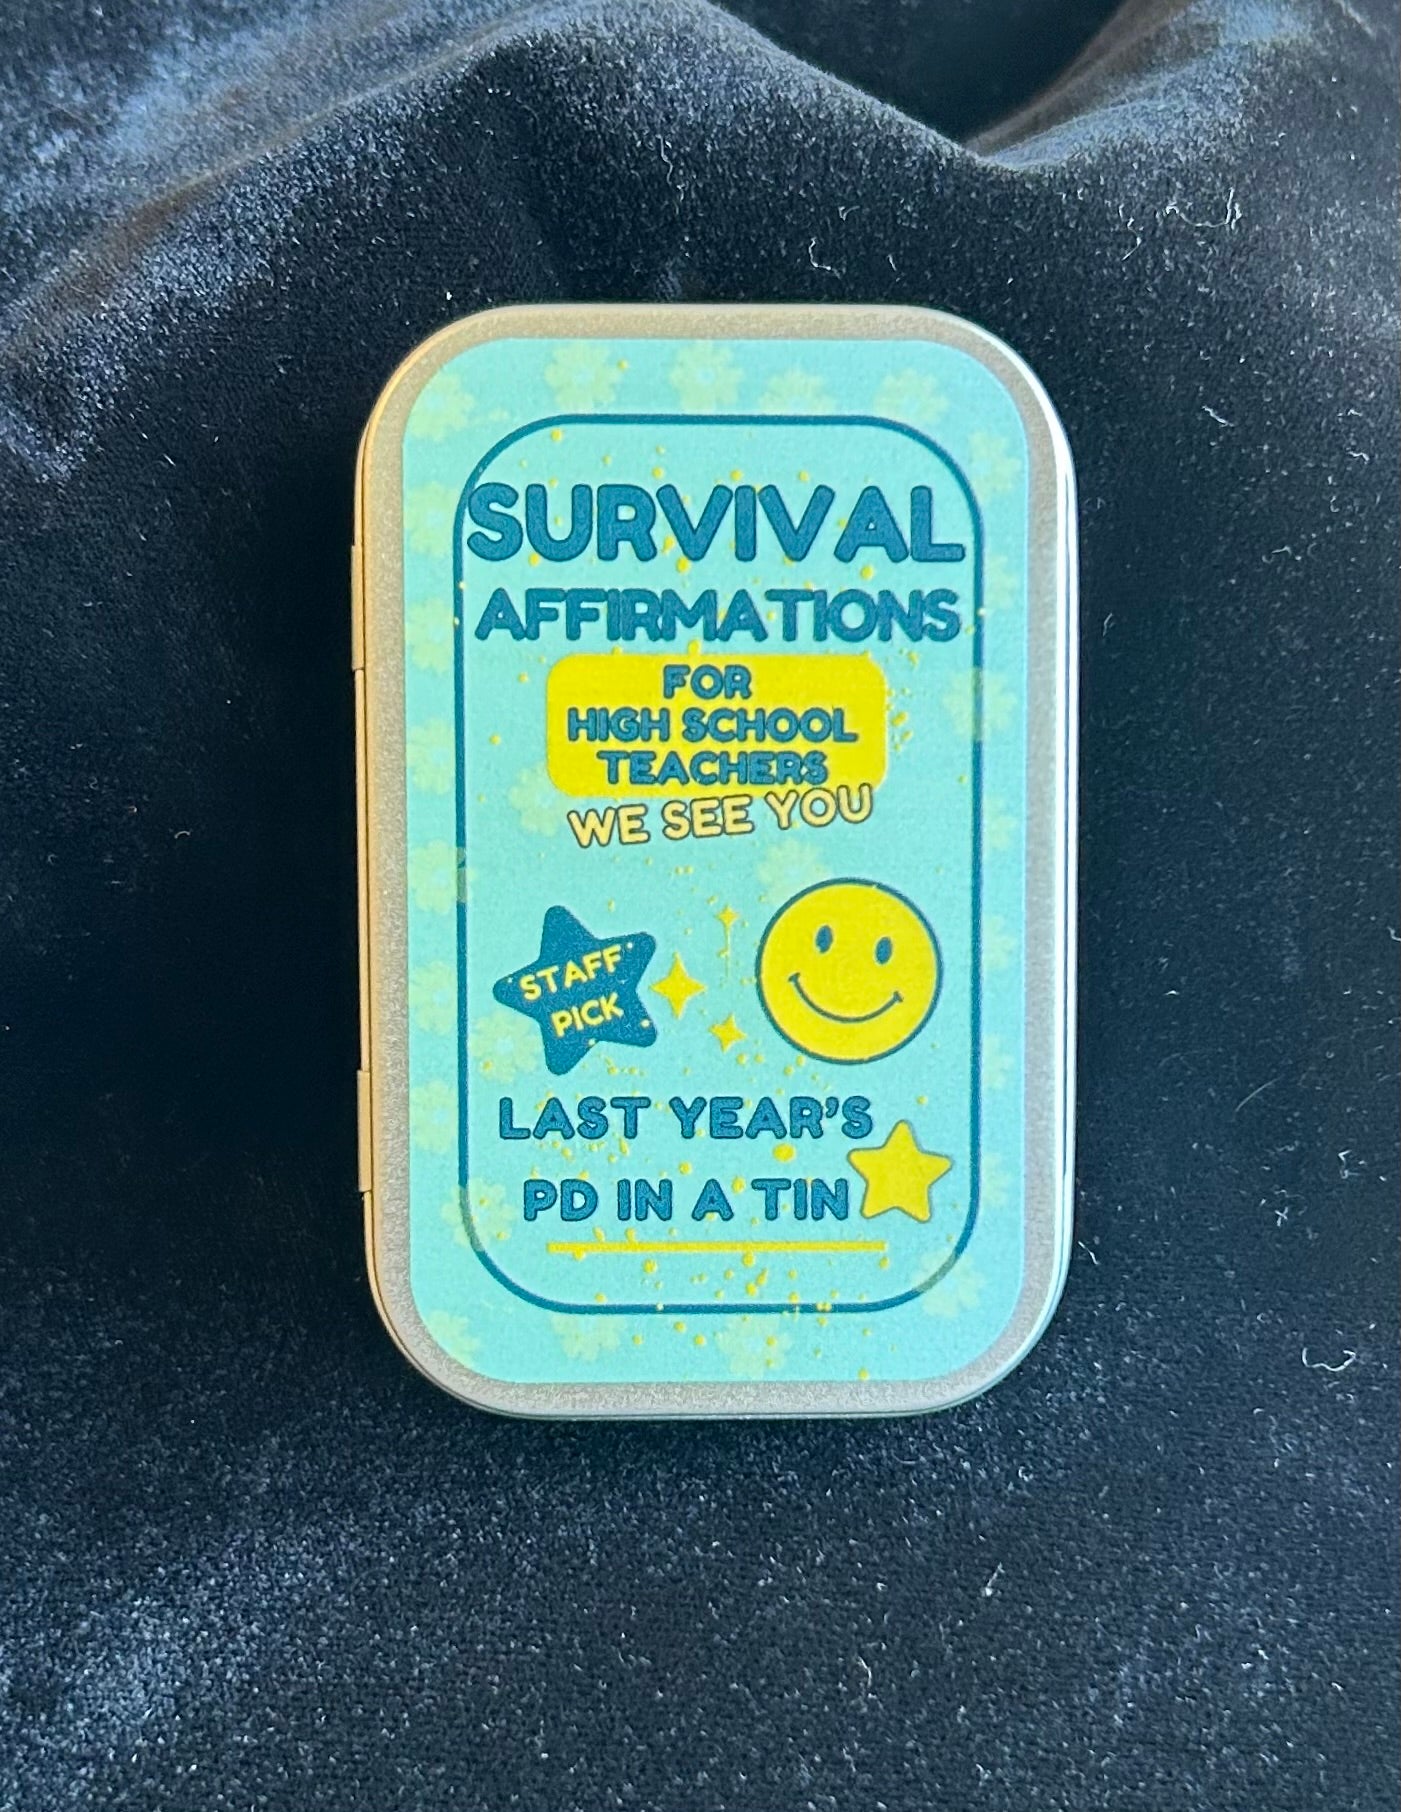 SURVIVAL
AFFIRMATIONS
FOR
HIGH SCHOOL
TEACHERS
WE SEE YOU
STAFF
PICK
LAST YEAR'S
PD IN A TIN